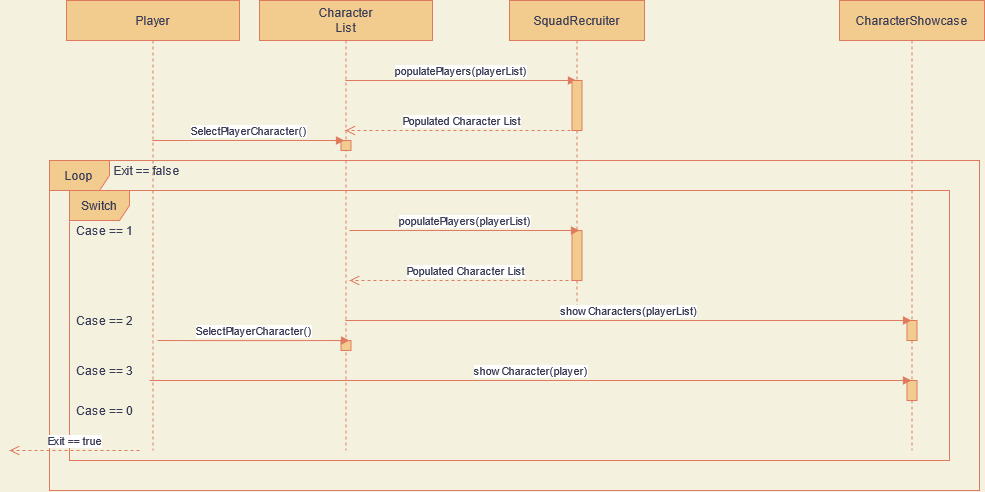 Player
Character
List
SquadRecruiter
CharacterShowcase
populatePlayers(playerList)
Populated Character List
SelectPlayerCharacter()
Loop
Exit == false
Switch
Case == 1
populatePlayers(playerList)
Populated Character List
Case == 2
show Characters(playerList)
SelectPlayerCharacter()
Case == 3
show Character(player)
Case == 0
Exit == true